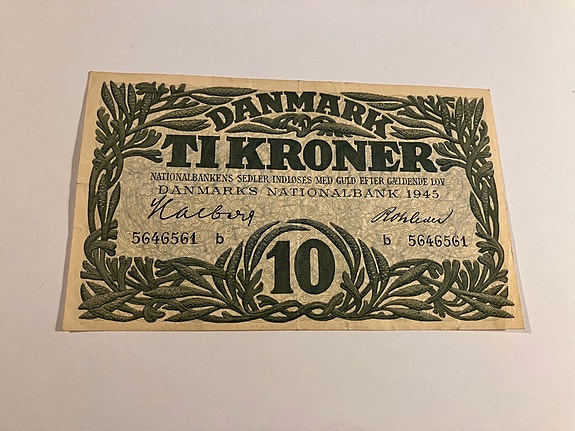 DANMARK
TI KRONER
NATIONALBANKENS SEDLER INDLØSES MED GULD EFTER GÆLDENDE LOV
DANMARKS NATIONALBANK 1945
5646561 b b 5646561
10